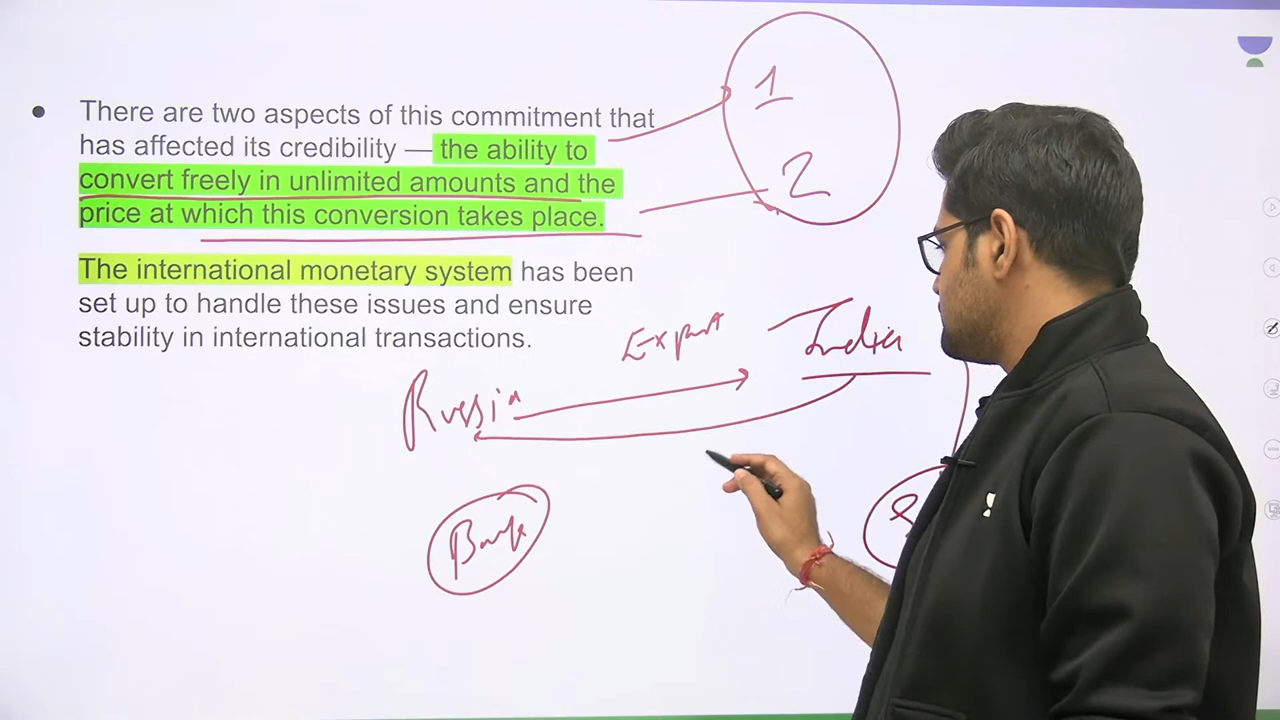 There are two aspects of this commitment that
has affected its credibility — the ability to
convert freely in unlimited amounts and the
price at which this conversion takes place.
The international monetary system has been
set up to handle these issues and ensure
stability in international transactions.
1
2
Export
India
Russia
Bank